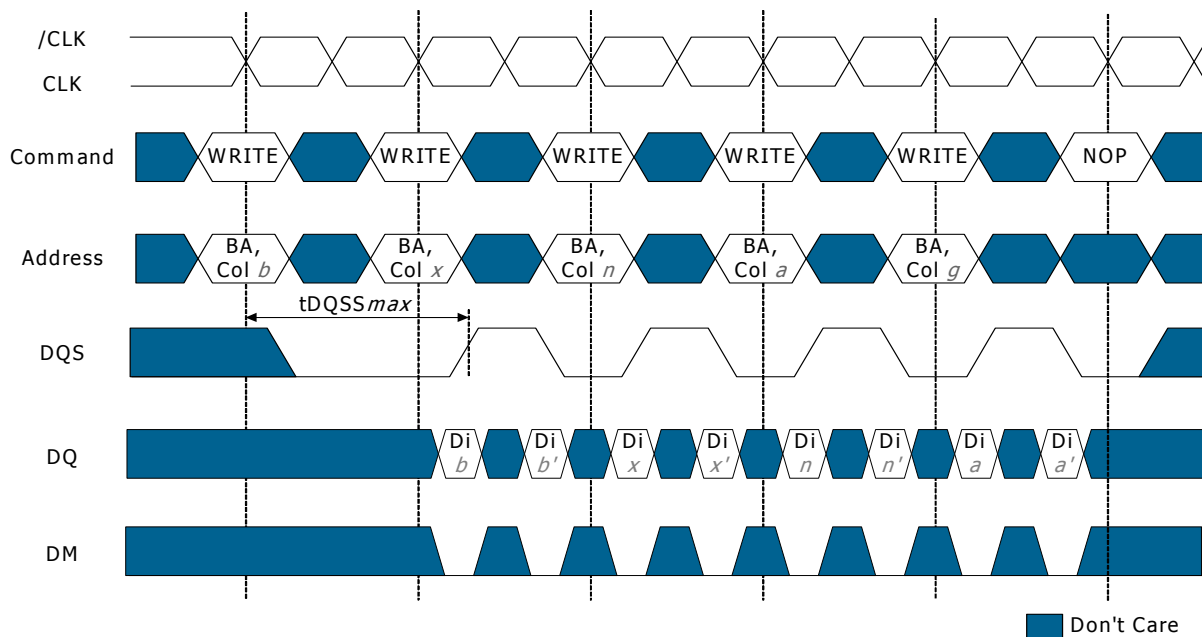 /CLK
CLK
Command
WRITE WRITE WRITE WRITE WRITE NOP
Address
BA, BA, BA, BA, BA,
Col b Col x Col n Col a Col g
tDQSSmax
DQS
DQ
Di Di Di Di Di Di Di Di
b b' x x' n n' a a'
DM
Don't Care